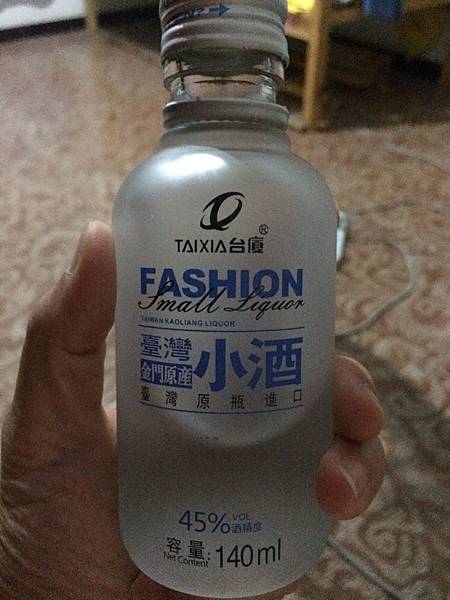 ®
TAIXIA台廈
FASHION
Small Liquor
TAIWAN KAOLIANG LIQUOR
臺灣
金門原産
小酒
臺灣原瓶進口
45% VOL
酒精度
容量: 140ml
Net Content